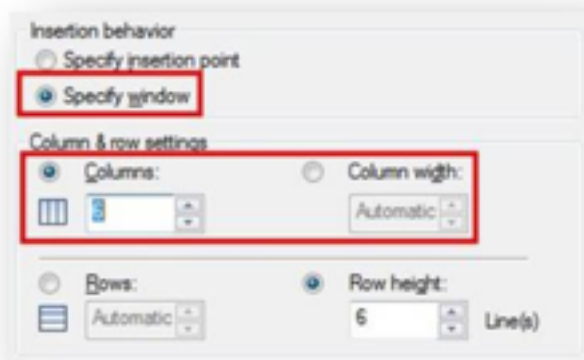 Insertion behavior
Specify insertion point
Specify window
Column & row settings
Columns: Column width:
Automatic
Rows: Row height:
Automatic 6 Line(s)